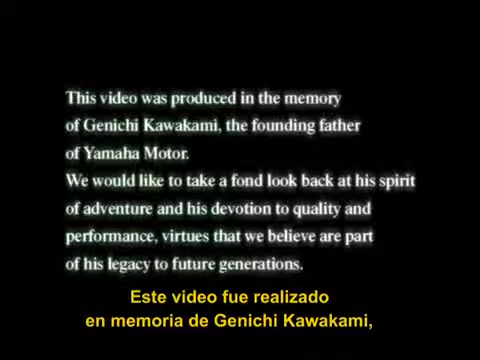 This video was produced in the memory
of Genichi Kawakami, the founding father
of Yamaha Motor.
We would like to take a fond look back at his spirit
of adventure and his devotion to quality and
performance, virtues that we believe are part
of his legacy to future generations.
Este video fue realizado
en memoria de Genichi Kawakami,